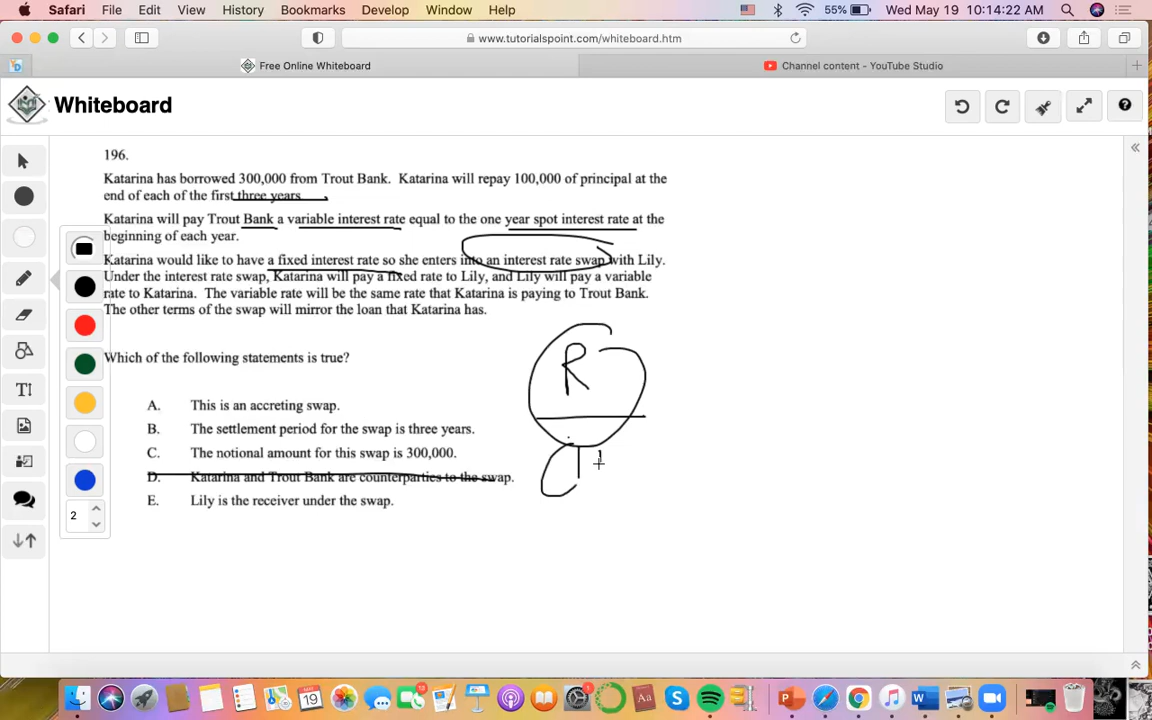 Safari File Edit View History Bookmarks Develop Window Help 55% Wed May 19 10:14:22 AM
www.tutorialspoint.com/whiteboard.htm
Free Online Whiteboard Channel content - YouTube Studio
Whiteboard
196.
Katarina has borrowed 300,000 from Trout Bank. Katarina will repay 100,000 of principal at the
end of each of the first three years.
Katarina will pay Trout Bank a variable interest rate equal to the one year spot interest rate at the
beginning of each year.
Katarina would like to have a fixed interest rate so she enters into an interest rate swap with Lily.
Under the interest rate swap, Katarina will pay a fixed rate to Lily, and Lily will pay a variable
rate to Katarina. The variable rate will be the same rate that Katarina is paying to Trout Bank.
The other terms of the swap will mirror the loan that Katarina has.
Which of the following statements is true?
R
A. This is an accreting swap.
B. The settlement period for the swap is three years.
C. The notional amount for this swap is 300,000.
D. Katarina and Trout Bank are counterparties to the swap.
E. Lily is the receiver under the swap.
2